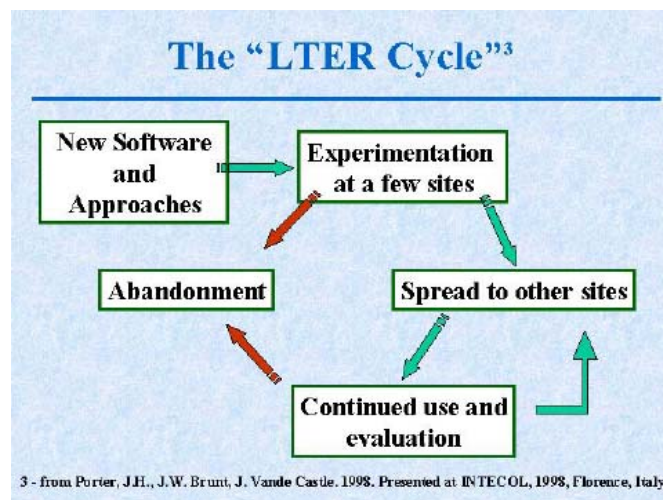 The "LTER Cycle"³
New Software
and
Approaches
Experimentation
at a few sites
Abandonment
Spread to other sites
Continued use and
evaluation
3 - from Porter, J.H., J.W. Brunt, J. Vande Castle. 1998. Presented at INTECOL, 1998, Florence, Italy